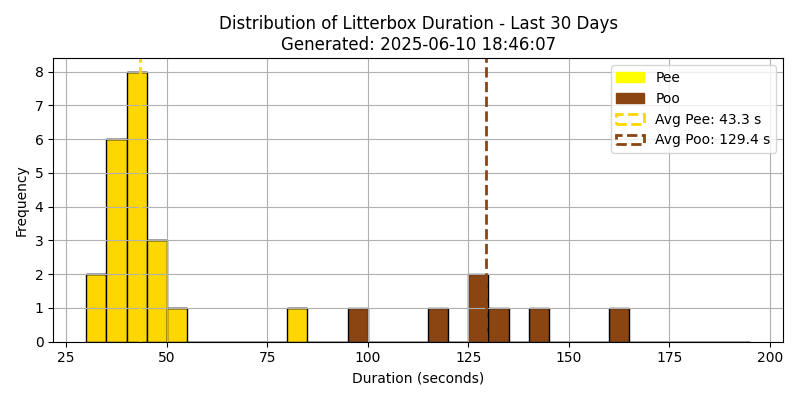 Distribution of Litterbox Duration - Last 30 Days
Generated: 2025-06-10 18:46:07
Pee
Poo
Avg Pee: 43.3 s
Avg Poo: 129.4 s
Frequency
8
7
6
5
4
3
2
1
0
25 50 75 100 125 150 175 200
Duration (seconds)